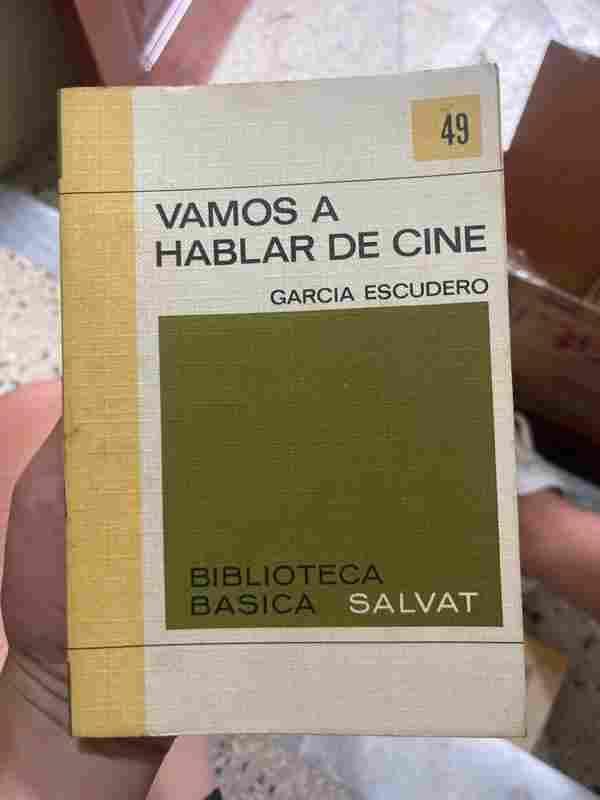 49
VAMOS A
HABLAR DE CINE
GARCIA ESCUDERO
BIBLIOTECA
BASICA SALVAT